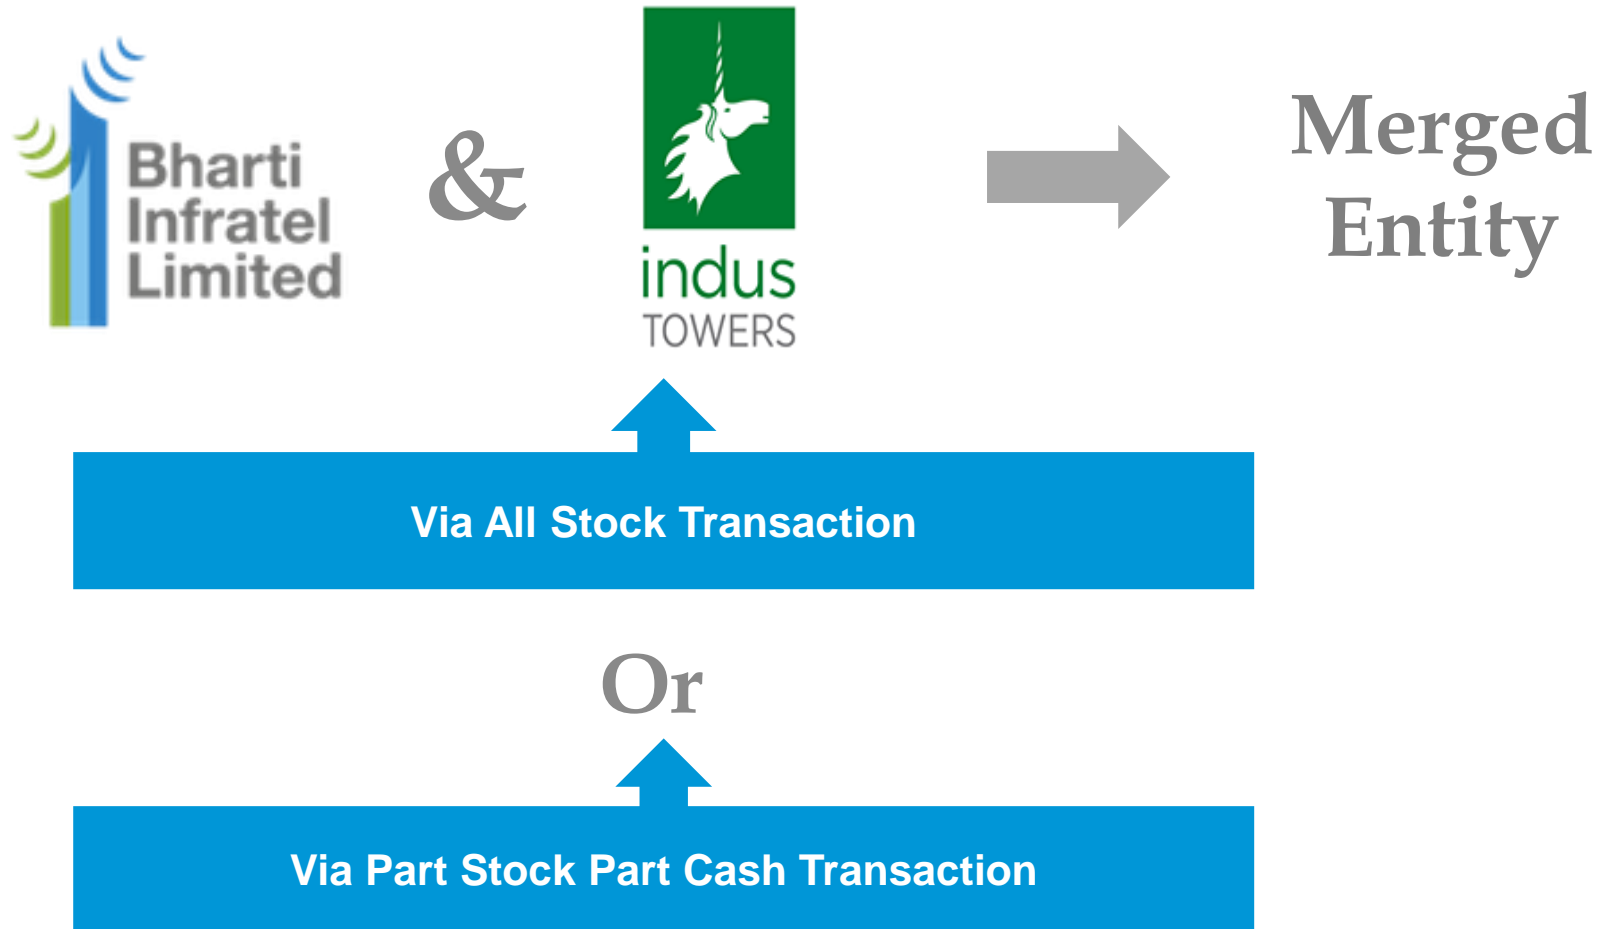 Bharti
Infratel
Limited
&
indus
TOWERS
Merged
Entity
Via All Stock Transaction
Or
Via Part Stock Part Cash Transaction